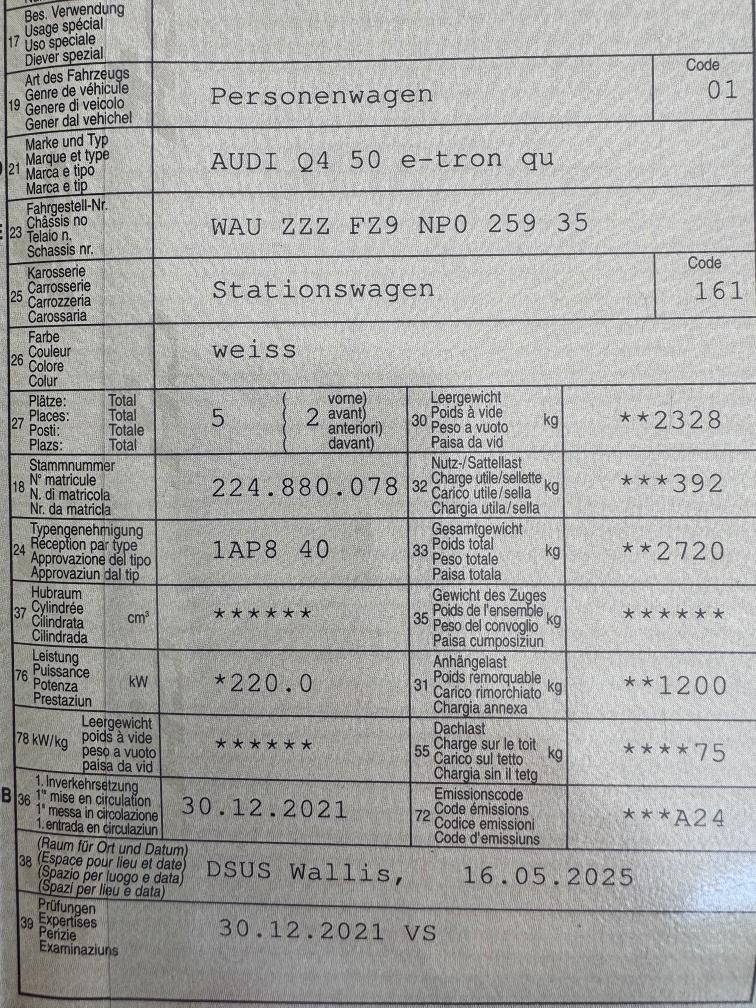 17 Bes. Verwendung
Usage spécial
Uso speciale
Diever spezial
19 Art des Fahrzeugs
Genre de véhicule
Genere di veicolo
Gener dal vehichel
Personenwagen
Code
01
21 Marke und Typ
Marque et type
Marca e tipo
Marca e tip
AUDI Q4 50 e-tron qu
23 Fahrgestell-Nr.
Châssis no
Telaio n.
Schassis nr.
WAU ZZZ FZ9 NP0 259 35
25 Karosserie
Carrosserie
Carrozzeria
Carossaria
Stationswagen
Code
161
26 Farbe
Couleur
Colore
Colur
weiss
27 Plätze: Total
Places: Total
Posti: Totale
Plazs: Total
5
( 2 vorne)
( avant)
( anteriori)
( davant)
30 Leergewicht
Poids à vide
Peso a vuoto
Paisa da vid
kg
**2328
18 Stammnummer
N° matricule
N. di matricola
Nr. da matricla
224.880.078
32 Nutz-/Sattellast
Charge utile/sellette
Carico utile/sella
Chargia utila/sella
kg
***392
24 Typengenehmigung
Réception par type
Approvazione del tipo
Approvaziun dal tip
1AP8 40
33 Gesamtgewicht
Poids total
Peso totale
Paisa totala
kg
**2720
37 Hubraum
Cylindrée
Cilindrata
Cilindrada
cm³
******
35 Gewicht des Zuges
Poids de l'ensemble
Peso del convoglio
Paisa cumposiziun
kg
******
76 Leistung
Puissance
Potenza
Prestaziun
kW
*220.0
31 Anhängelast
Poids remorquable
Carico rimorchiato
Chargia annexa
kg
**1200
78 kW/kg
Leergewicht
poids à vide
peso a vuoto
paisa da vid
******
55 Dachlast
Charge sur le toit
Carico sul tetto
Chargia sin il tetg
kg
****75
B 36 1. Inverkehrsetzung
1re mise en circulation
1a messa in circolazione
1. entrada en circulaziun
30.12.2021
72 Emissionscode
Code émissions
Codice emissioni
Code d'emissiuns
***A24
38 (Raum für Ort und Datum)
(Espace pour lieu et date)
(Spazio per luogo e data)
(Spazi per lieu e data)
DSUS Wallis, 16.05.2025
39 Prüfungen
Expertises
Perizie
Examinaziuns
30.12.2021 VS